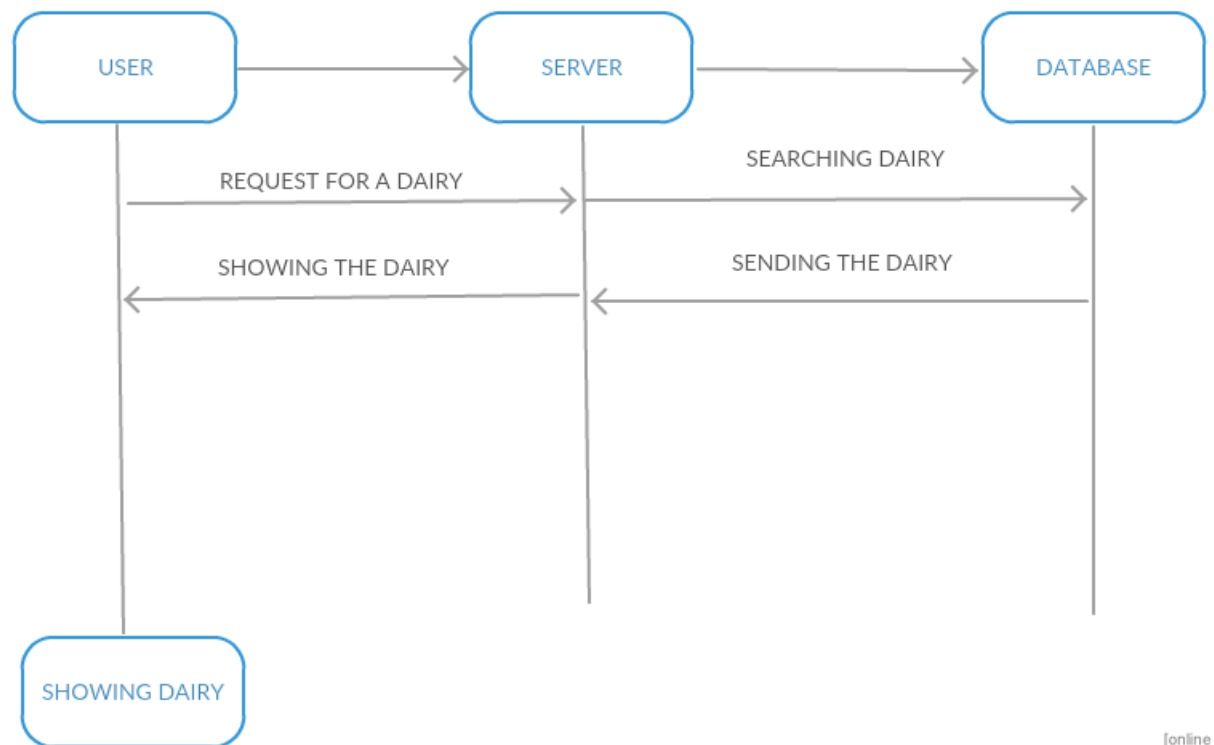 USER
SERVER
DATABASE
SEARCHING DAIRY
REQUEST FOR A DAIRY
SENDING THE DAIRY
SHOWING THE DAIRY
SHOWING DAIRY
[online